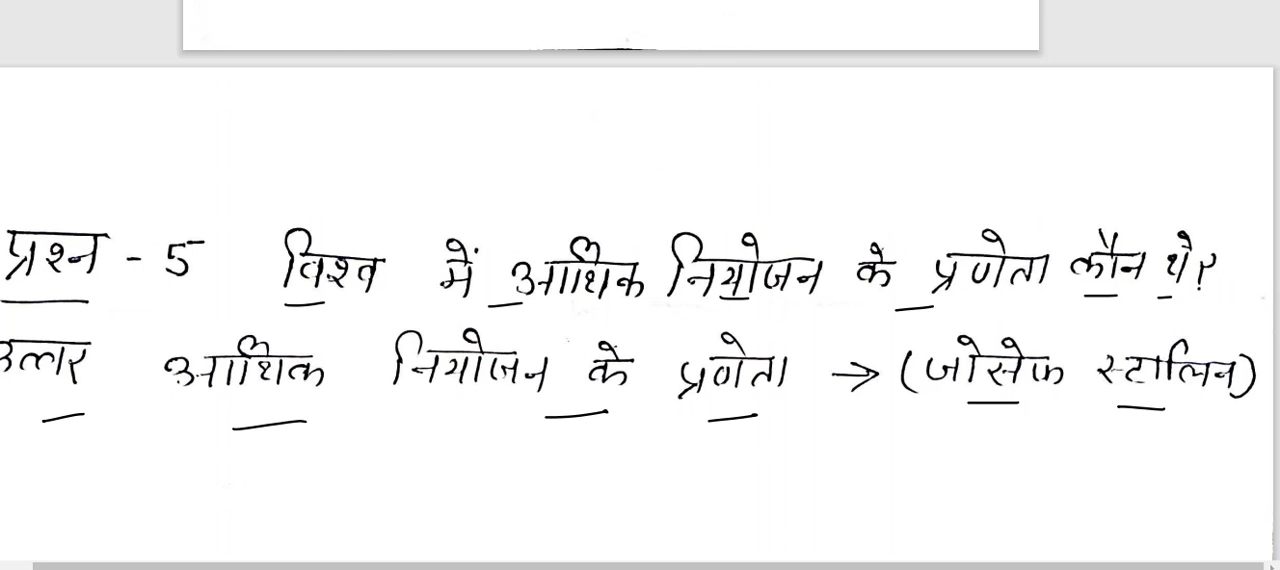 प्रश्न - 5 विश्व में आर्थिक नियोजन के प्रणेता कौन थे?
उत्तर आर्थिक नियोजन के प्रणेता → (जोसेफ स्टालिन)